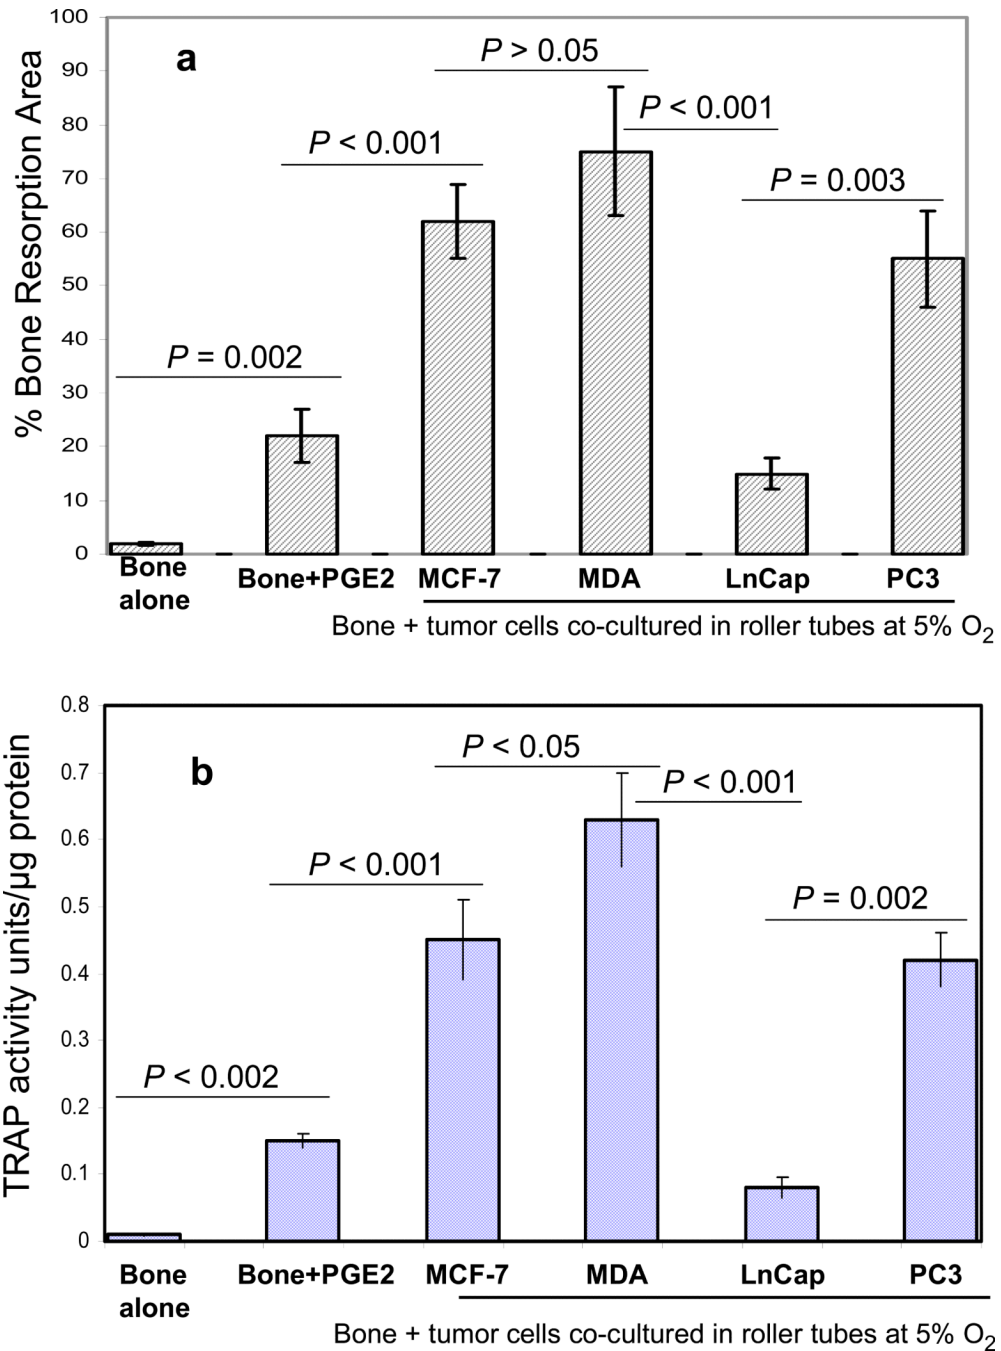 100
90
80
70
60
50
40
30
20
10
0
% Bone Resorption Area
a
P > 0.05
P < 0.001
P < 0.001
P = 0.003
P = 0.002
Bone
alone
Bone+PGE2
MCF-7
MDA
LnCap
PC3
Bone + tumor cells co-cultured in roller tubes at 5% O2
0.8
0.7
0.6
0.5
0.4
0.3
0.2
0.1
0
TRAP activity units/µg protein
b
P < 0.05
P < 0.001
P < 0.001
P = 0.002
P < 0.002
Bone
alone
Bone+PGE2
MCF-7
MDA
LnCap
PC3
Bone + tumor cells co-cultured in roller tubes at 5% O2